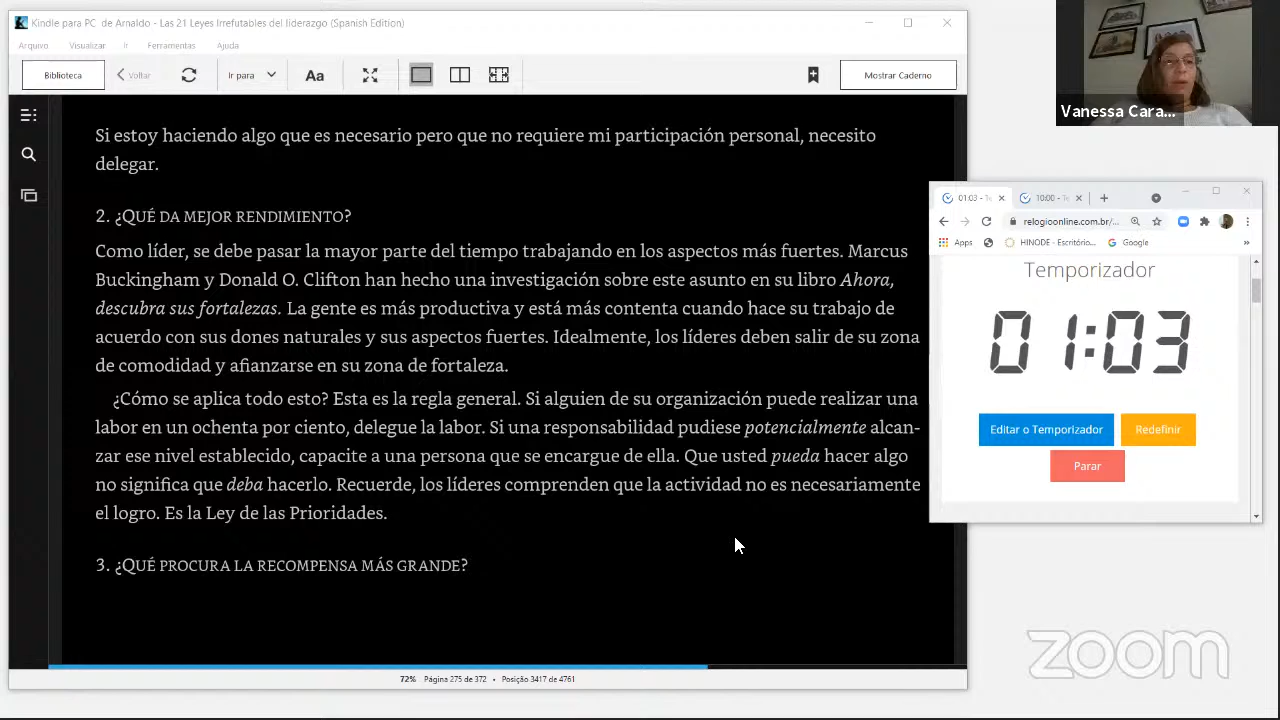 Kindle para PC de Arnaldo - Las 21 Leyes Irrefutables del liderazgo (Spanish Edition)
Arquivo Visualizar Ir Ferramentas Ajuda
Biblioteca Voltar Ir para Aa Mostrar Caderno
Si estoy haciendo algo que es necesario pero que no requiere mi participación personal, necesito
delegar.
2. ¿QUÉ DA MEJOR RENDIMIENTO?
Como líder, se debe pasar la mayor parte del tiempo trabajando en los aspectos más fuertes. Marcus
Buckingham y Donald O. Clifton han hecho una investigación sobre este asunto en su libro Ahora,
descubra sus fortalezas. La gente es más productiva y está más contenta cuando hace su trabajo de
acuerdo con sus dones naturales y sus aspectos fuertes. Idealmente, los líderes deben salir de su zona
de comodidad y afianzarse en su zona de fortaleza.
¿Cómo se aplica todo esto? Esta es la regla general. Si alguien de su organización puede realizar una
labor en un ochenta por ciento, delegue la labor. Si una responsabilidad pudiese potencialmente alcan-
zar ese nivel establecido, capacite a una persona que se encargue de ella. Que usted pueda hacer algo
no significa que deba hacerlo. Recuerde, los líderes comprenden que la actividad no es necesariamente
el logro. Es la Ley de las Prioridades.
3. ¿QUÉ PROCURA LA RECOMPENSA MÁS GRANDE?
72% Página 275 de 372 • Posição 3417 de 4761
Vanessa Cara...
01:03 - Te 10:00 - Te
relogioonline.com.br/...
Apps HINODE - Escritório... Google
Temporizador
01:03
Editar o Temporizador Redefinir
Parar
zoom